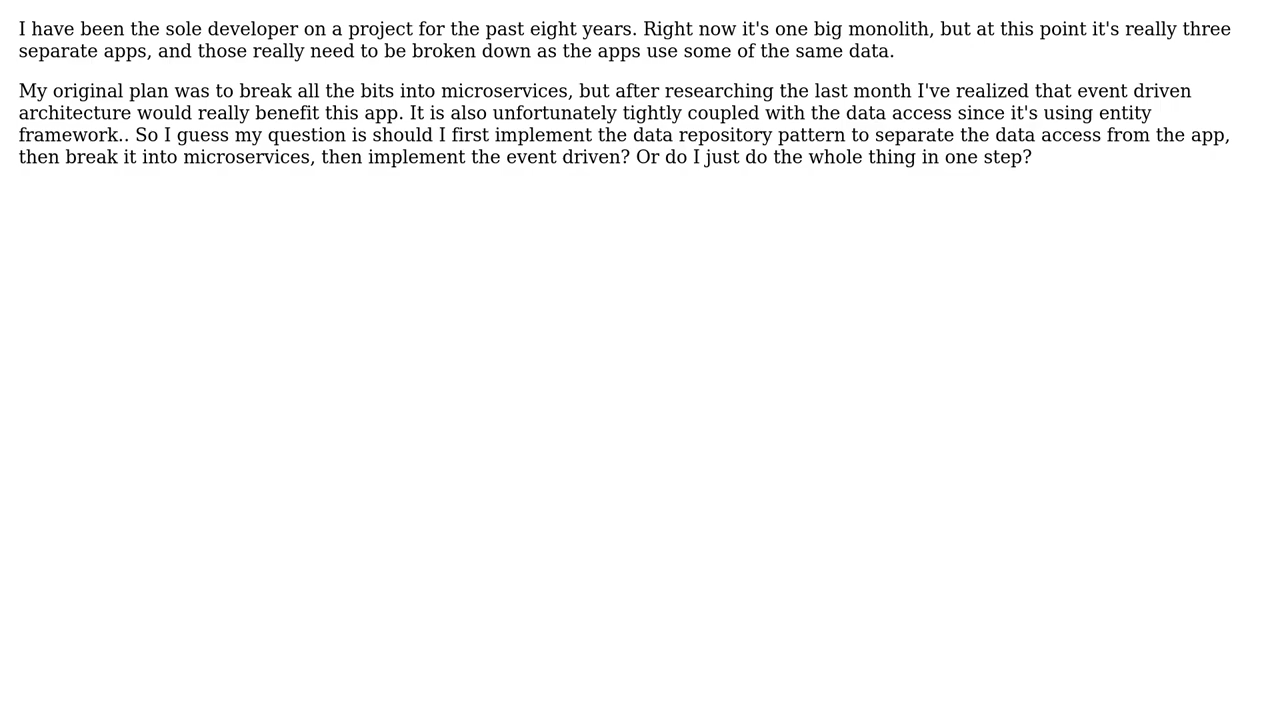 I have been the sole developer on a project for the past eight years. Right now it's one big monolith, but at this point it's really three
separate apps, and those really need to be broken down as the apps use some of the same data.
My original plan was to break all the bits into microservices, but after researching the last month I've realized that event driven
architecture would really benefit this app. It is also unfortunately tightly coupled with the data access since it's using entity
framework.. So I guess my question is should I first implement the data repository pattern to separate the data access from the app,
then break it into microservices, then implement the event driven? Or do I just do the whole thing in one step?